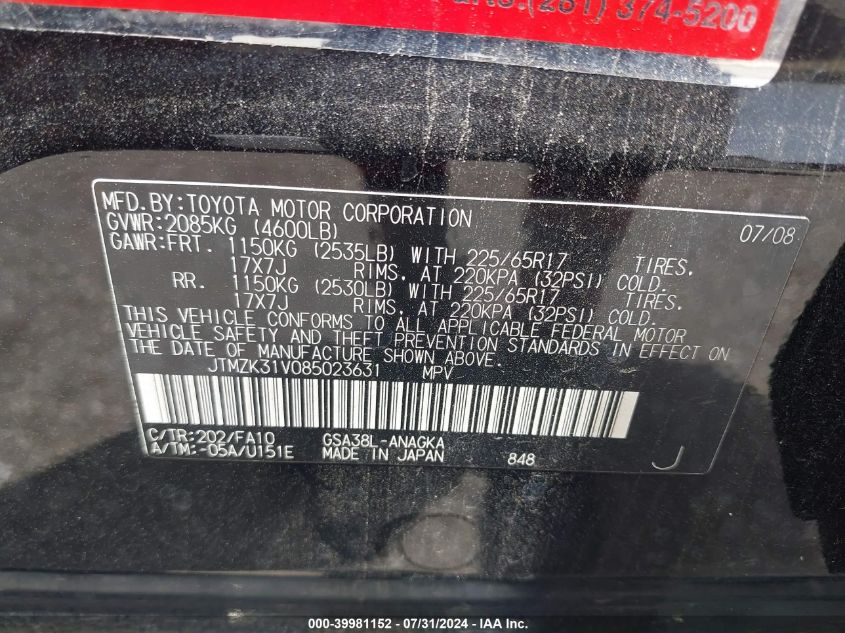 (281) 374-5200
MFD.BY:TOYOTA MOTOR CORPORATION 07/08
GVWR:2085KG (4600LB)
GAWR:FRT. 1150KG (2535LB) WITH 225/65R17 TIRES.
17X7J RIMS. AT 220KPA (32PSI) COLD.
RR. 1150KG (2530LB) WITH 225/65R17 TIRES.
17X7J RIMS. AT 220KPA (32PSI) COLD.
THIS VEHICLE CONFORMS TO ALL APPLICABLE FEDERAL MOTOR
VEHICLE SAFETY AND THEFT PREVENTION STANDARDS IN EFFECT ON
THE DATE OF MANUFACTURE SHOWN ABOVE.
JTMZK31V085023631 MPV
C/TR:202/FA10 GSA38L-ANAGKA
A/TM:-05A/U151E MADE IN JAPAN 848 J
000-39981152 - 07/31/2024 - IAAI Inc.